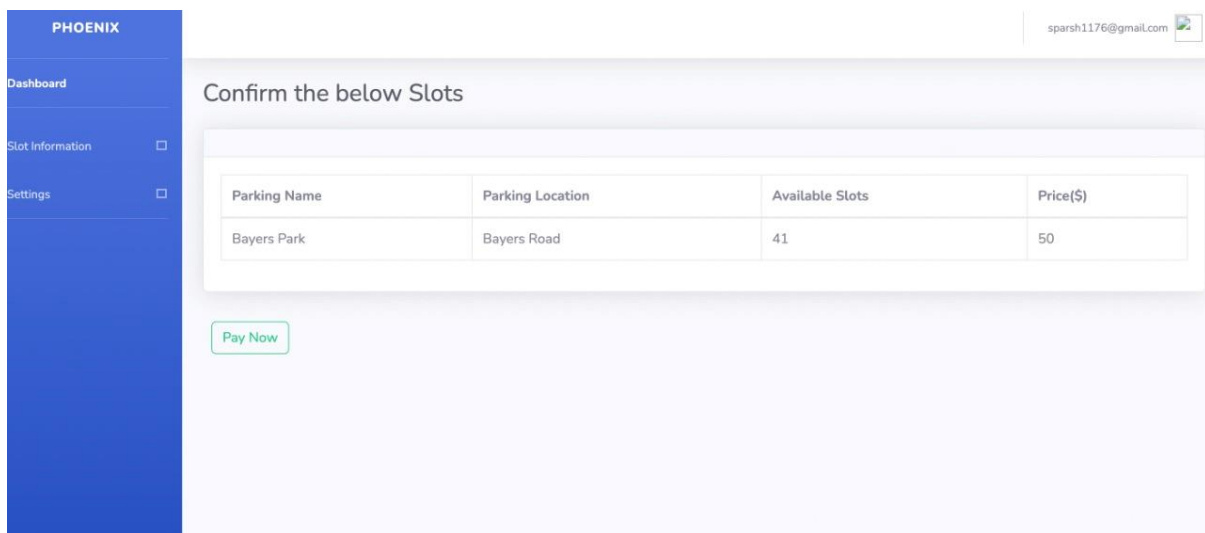 PHOENIX
sparsh1176@gmail.com
Dashboard
Slot Information
Settings
Confirm the below Slots
Parking Name Parking Location Available Slots Price($)
Bayers Park Bayers Road 41 50
Pay Now